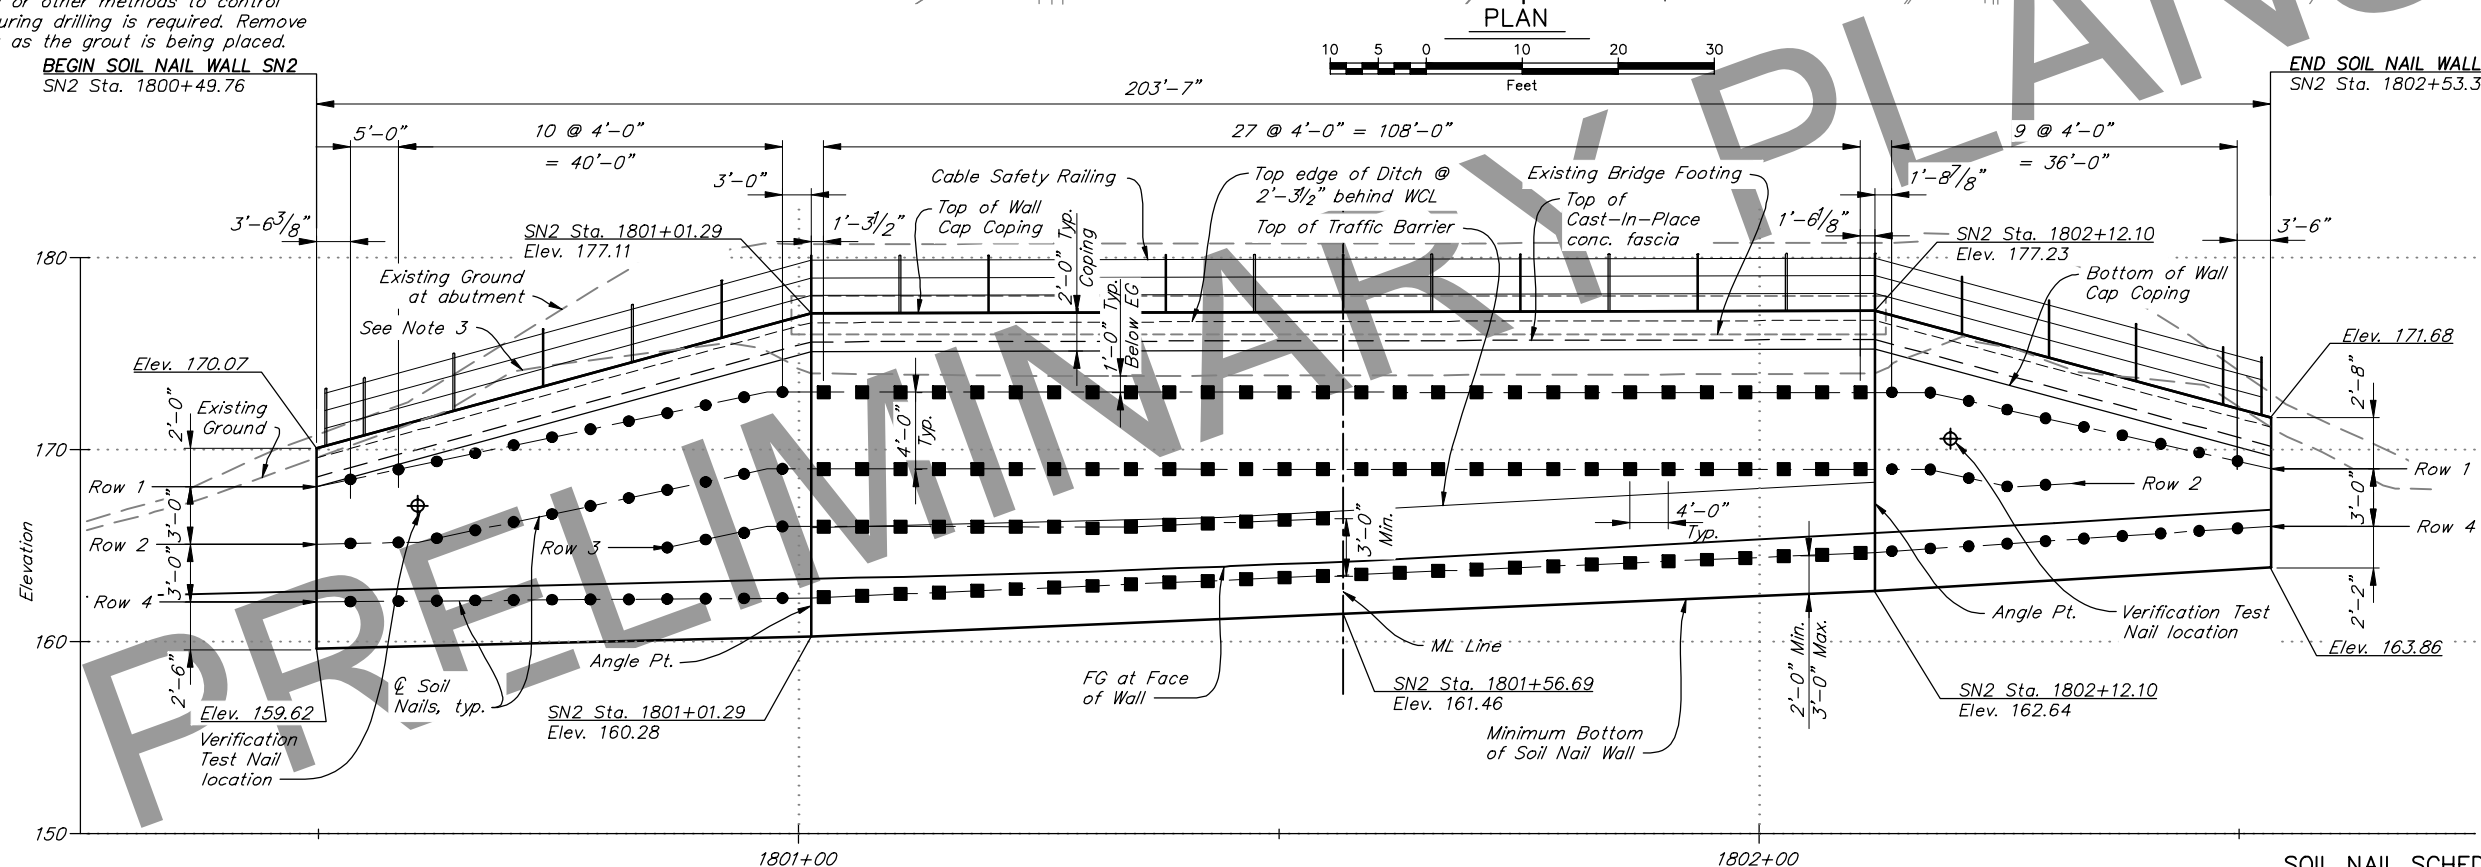 or other methods to control
uring drilling is required. Remove
as the grout is being placed.
BEGIN SOIL NAIL WALL SN2
SN2 Sta. 1800+49.76
PLAN
10 5 0 10 20 30
Feet
END SOIL NAIL WALL
SN2 Sta. 1802+53.3
203'-7"
5'-0"
10 @ 4'-0"
= 40'-0"
27 @ 4'-0" = 108'-0"
9 @ 4'-0"
= 36'-0"
3'-0"
1'-8 7/8"
3'-6 3/8"
1'-3 1/2"
1'-6 1/8"
3'-6"
Cable Safety Railing
Top of Wall
Cap Coping
Top edge of Ditch @
2'-3 1/2" behind WCL
Top of Traffic Barrier
Existing Bridge Footing
Top of
Cast-In-Place
conc. fascia
SN2 Sta. 1801+01.29
Elev. 177.11
SN2 Sta. 1802+12.10
Elev. 177.23
Bottom of Wall
Cap Coping
Existing Ground
at abutment
See Note 3
2'-0" Typ.
Coping
1'-0" Typ.
Below EG
Elev. 170.07
Elev. 171.68
Existing
Ground
2'-0"
3'-0"
3'-0"
2'-6"
4'-0"
Typ.
3'-0"
Min.
4'-0"
Typ.
2'-8"
3'-0"
2'-2"
Row 1
Row 2
Row 3
Row 4
Row 1
Row 2
Row 4
Elevation
180
170
160
150
Elev. 159.62
Verification
Test Nail
location
℄ Soil
Nails, typ.
Angle Pt.
SN2 Sta. 1801+01.29
Elev. 160.28
FG at Face
of Wall
ML Line
SN2 Sta. 1801+56.69
Elev. 161.46
Minimum Bottom
of Soil Nail Wall
2'-0" Min.
3'-0" Max.
Angle Pt.
Verification Test
Nail location
SN2 Sta. 1802+12.10
Elev. 162.64
Elev. 163.86
1801+00
1802+00
SOIL NAIL SCHED
PRELIMINARY PLANS